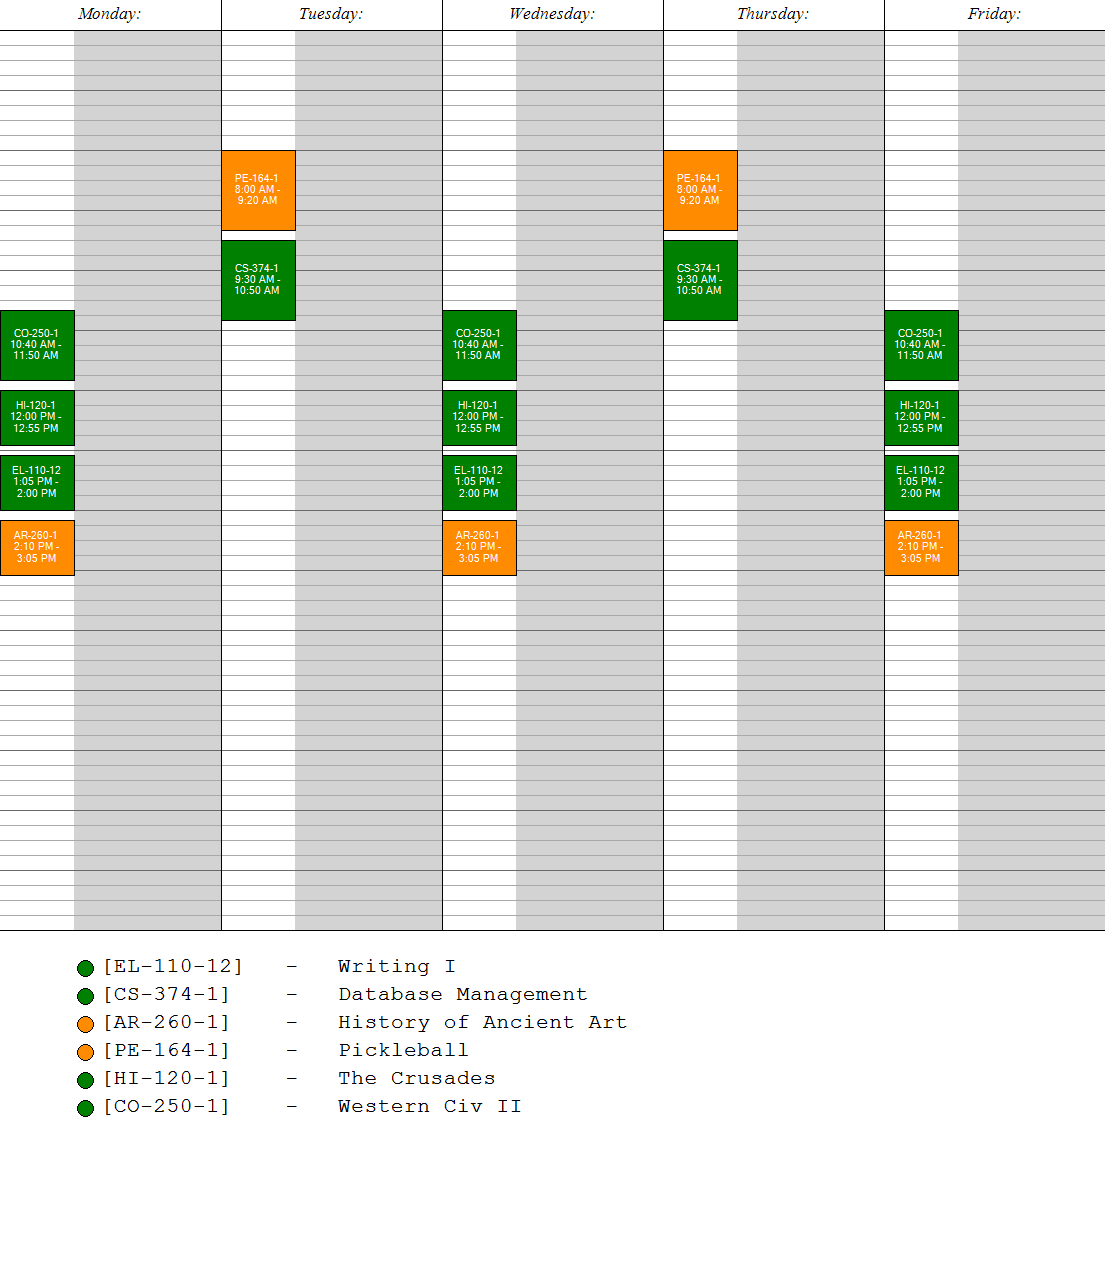 Monday: Tuesday: Wednesday: Thursday: Friday:
PE-164-1
8:00 AM -
9:20 AM
PE-164-1
8:00 AM -
9:20 AM
CS-374-1
9:30 AM -
10:50 AM
CS-374-1
9:30 AM -
10:50 AM
CO-250-1
10:40 AM -
11:50 AM
CO-250-1
10:40 AM -
11:50 AM
CO-250-1
10:40 AM -
11:50 AM
HI-120-1
12:00 PM -
12:55 PM
HI-120-1
12:00 PM -
12:55 PM
HI-120-1
12:00 PM -
12:55 PM
EL-110-12
1:05 PM -
2:00 PM
EL-110-12
1:05 PM -
2:00 PM
EL-110-12
1:05 PM -
2:00 PM
AR-260-1
2:10 PM -
3:05 PM
AR-260-1
2:10 PM -
3:05 PM
AR-260-1
2:10 PM -
3:05 PM
[EL-110-12] - Writing I
[CS-374-1] - Database Management
[AR-260-1] - History of Ancient Art
[PE-164-1] - Pickleball
[HI-120-1] - The Crusades
[CO-250-1] - Western Civ II